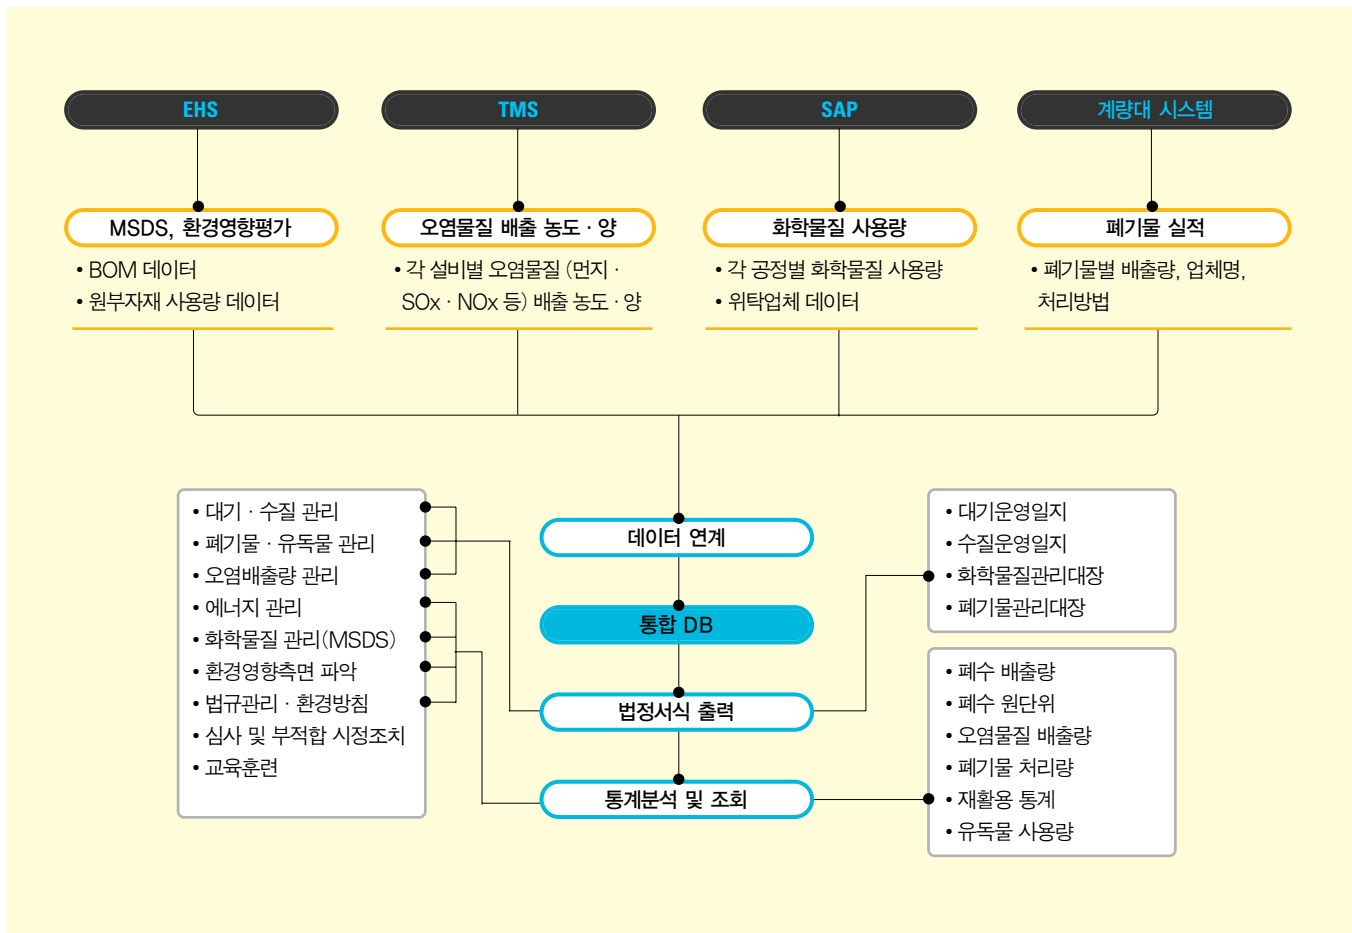 EHS
TMS
SAP
계량대 시스템
MSDS, 환경영향평가
오염물질 배출 농도 · 양
화학물질 사용량
폐기물 실적
• BOM 데이터
• 원부자재 사용량 데이터
• 각 설비별 오염물질 (먼지 ·
SOx · NOx 등) 배출 농도 · 양
• 각 공정별 화학물질 사용량
• 위탁업체 데이터
• 폐기물별 배출량, 업체명,
처리방법
• 대기 · 수질 관리
• 폐기물 · 유독물 관리
• 오염배출량 관리
• 에너지 관리
• 화학물질 관리(MSDS)
• 환경영향측면 파악
• 법규관리 · 환경방침
• 심사 및 부적합 시정조치
• 교육훈련
데이터 연계
통합 DB
법정서식 출력
통계분석 및 조회
• 대기운영일지
• 수질운영일지
• 화학물질관리대장
• 폐기물관리대장
• 폐수 배출량
• 폐수 원단위
• 오염물질 배출량
• 폐기물 처리량
• 재활용 통계
• 유독물 사용량